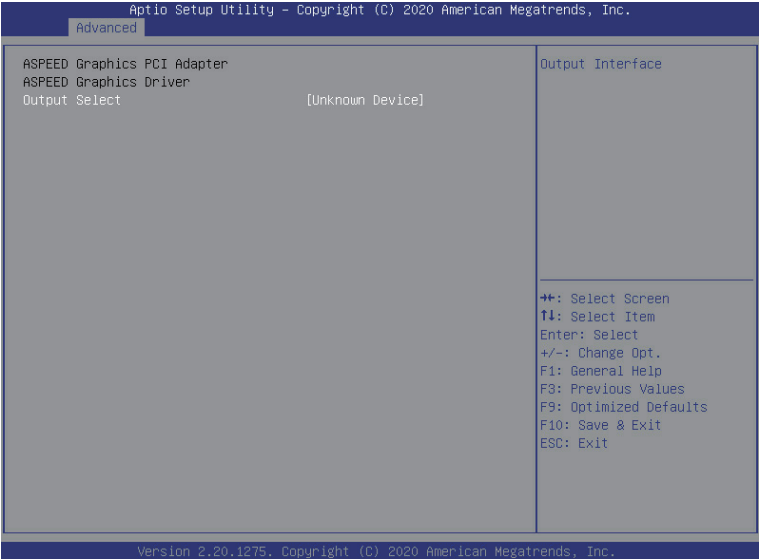 Aptio Setup Utility – Copyright (C) 2020 American Megatrends, Inc.
Advanced
ASPEED Graphics PCI Adapter
ASPEED Graphics Driver
Output Select [Unknown Device]
Output Interface
→←: Select Screen
↑↓: Select Item
Enter: Select
+/-: Change Opt.
F1: General Help
F3: Previous Values
F9: Optimized Defaults
F10: Save & Exit
ESC: Exit
Version 2.20.1275. Copyright (C) 2020 American Megatrends, Inc.